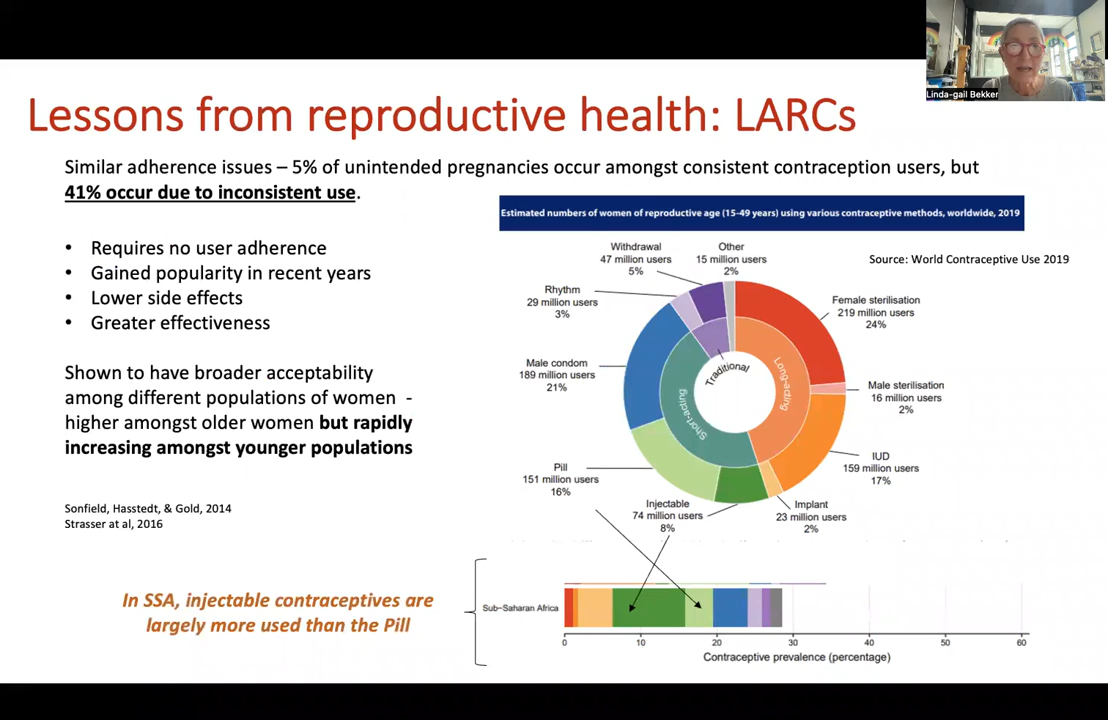 Linda-gail Bekker
Lessons from reproductive health: LARCs
Similar adherence issues – 5% of unintended pregnancies occur amongst consistent contraception users, but
41% occur due to inconsistent use.
• Requires no user adherence
• Gained popularity in recent years
• Lower side effects
• Greater effectiveness
Shown to have broader acceptability
among different populations of women -
higher amongst older women but rapidly
increasing amongst younger populations
Sonfield, Hasstedt, & Gold, 2014
Strasser at al, 2016
In SSA, injectable contraceptives are
largely more used than the Pill
Estimated numbers of women of reproductive age (15-49 years) using various contraceptive methods, worldwide, 2019
Source: World Contraceptive Use 2019
Withdrawal
47 million users
5%
Other
15 million users
2%
Rhythm
29 million users
3%
Female sterilisation
219 million users
24%
Male condom
189 million users
21%
Male sterilisation
16 million users
2%
Traditional
Long-acting
Short-acting
IUD
159 million users
17%
Pill
151 million users
16%
Injectable
74 million users
8%
Implant
23 million users
2%
Sub-Saharan Africa
0 10 20 30 40 50 60
Contraceptive prevalence (percentage)